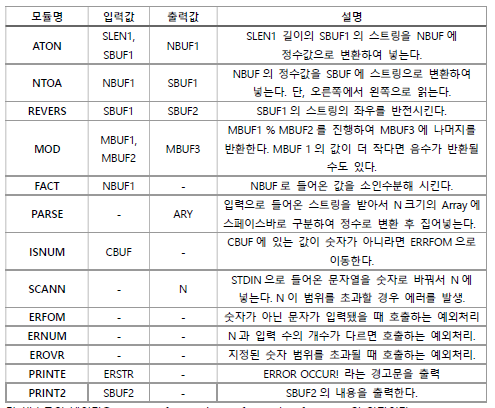 모듈명 입력값 출력값 설명
ATON SLEN1, SBUF1 NBUF1 SLEN1 길이의 SBUF1 의 스트링을 NBUF 에
정수값으로 변환하여 넣는다.
NTOA NBUF1 SBUF1 NBUF 의 정수값을 SBUF 에 스트링으로 변환하여
넣는다. 단, 오른쪽에서 왼쪽으로 읽는다.
REVERS SBUF1 SBUF2 SBUF1 의 스트링의 좌우를 반전시킨다.
MOD MBUF1, MBUF2 MBUF3 MBUF1 % MBUF2 를 진행하여 MBUF3 에 나머지를
반환한다. MBUF 1 의 값이 더 작다면 음수가 반환될
수도 있다.
FACT NBUF1 - NBUF 로 들어온 값을 소인수분해 시킨다.
PARSE - ARY 입력으로 들어온 스트링을 받아서 N 크기의 Array 에
스페이스바로 구분하여 정수로 변환 후 집어넣는다.
ISNUM CBUF - CBUF 에 있는 값이 숫자가 아니라면 ERRFOM 으로
이동한다.
SCANN - N STDIN 으로 들어온 문자열을 숫자로 바꿔서 N 에
넣는다. N 이 범위를 초과할 경우 에러를 발생.
ERFOM - - 숫자가 아닌 문자가 입력됐을 때 호출하는 예외처리
ERNUM - - N 과 입력 수의 개수가 다르면 호출하는 예외처리.
EROVR - - 지정된 숫자 범위를 초과될 때 호출하는 예외처리.
PRINTE ERSTR - ERROR OCCUR! 라는 경고문을 출력
PRINT2 SBUF2 - SBUF2 의 내용을 출력한다.